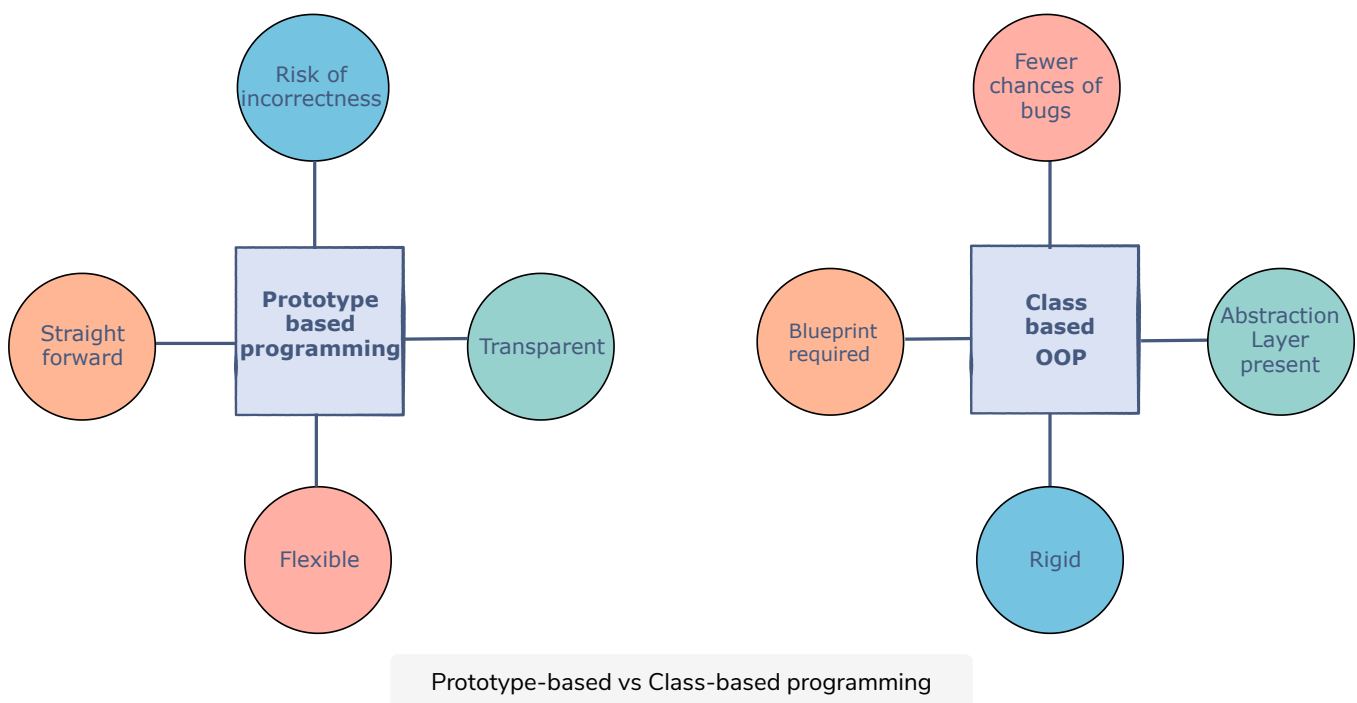 Risk of
incorrectness
Prototype
based
programming
Straight
forward
Transparent
Flexible
Fewer
chances of
bugs
Class
based
OOP
Blueprint
required
Abstraction
Layer
present
Rigid
Prototype-based vs Class-based programming